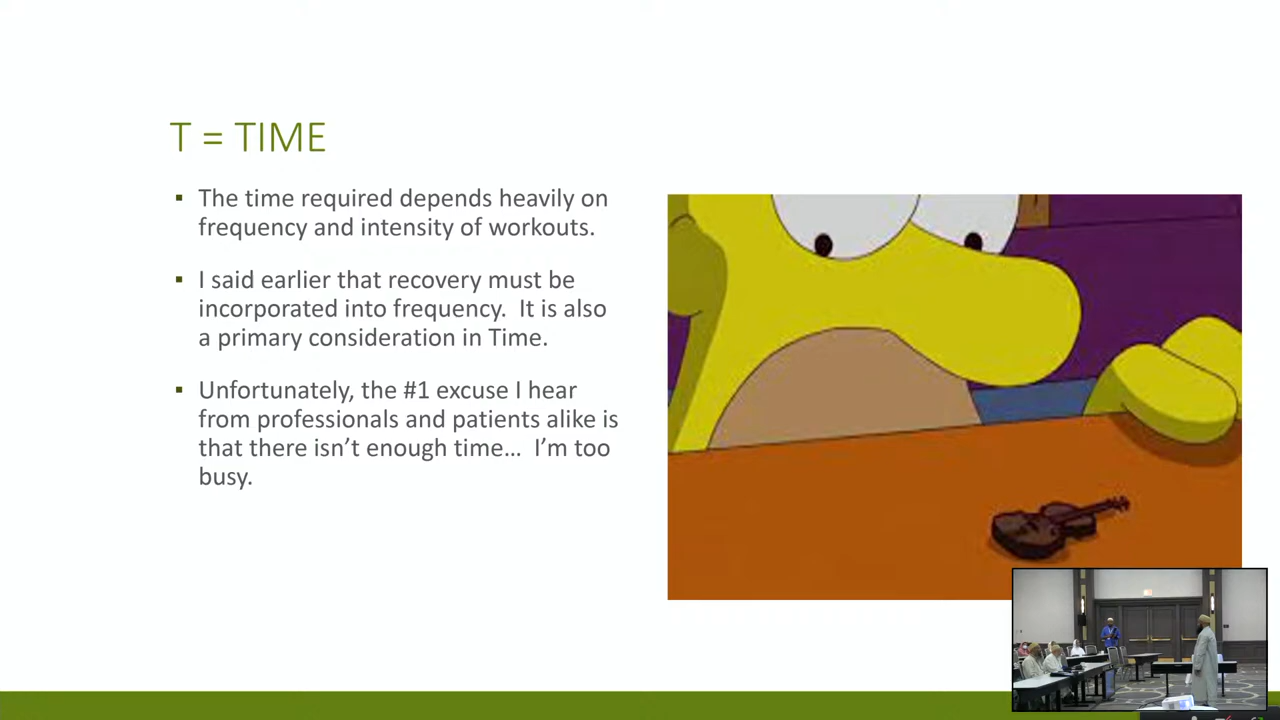 T = TIME
▪ The time required depends heavily on
frequency and intensity of workouts.
▪ I said earlier that recovery must be
incorporated into frequency.  It is also
a primary consideration in Time.
▪ Unfortunately, the #1 excuse I hear
from professionals and patients alike is
that there isn’t enough time…  I’m too
busy.